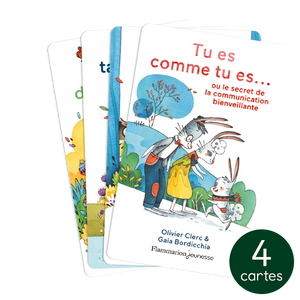 Tu es
comme tu es...
ou le secret de
la communication
bienveillante
Olivier Clerc &
Gaia Bordicchia
Flammarion jeunesse
ta
d
4
cartes